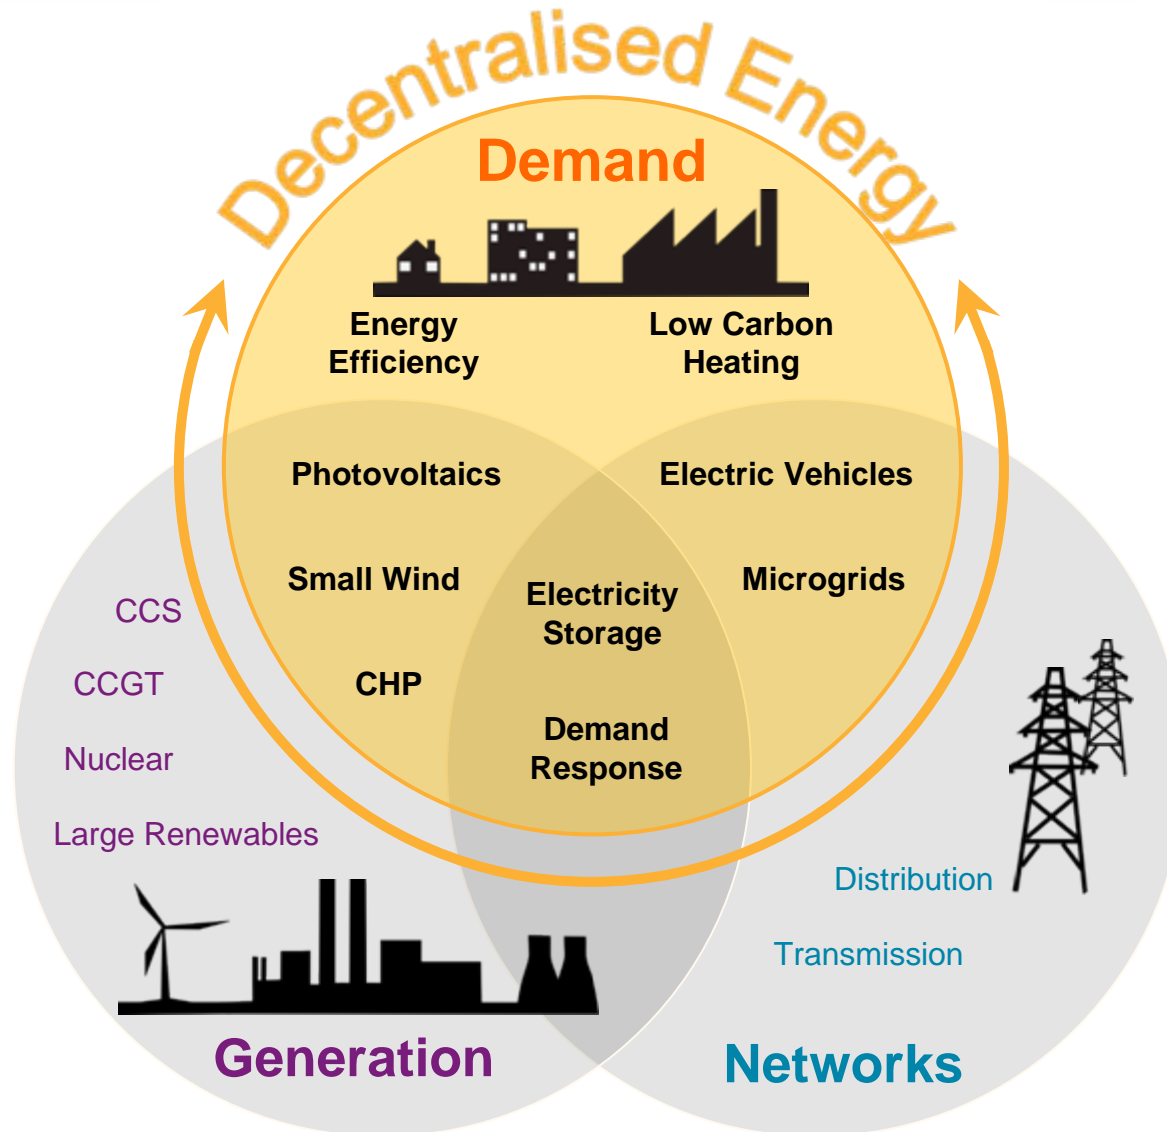 Decentralised Energy
Demand
Energy
Efficiency
Low Carbon
Heating
Photovoltaics
Electric Vehicles
Small Wind
Electricity
Storage
Microgrids
CCS
CCGT
CHP
Demand
Response
Nuclear
Large Renewables
Distribution
Transmission
Generation
Networks